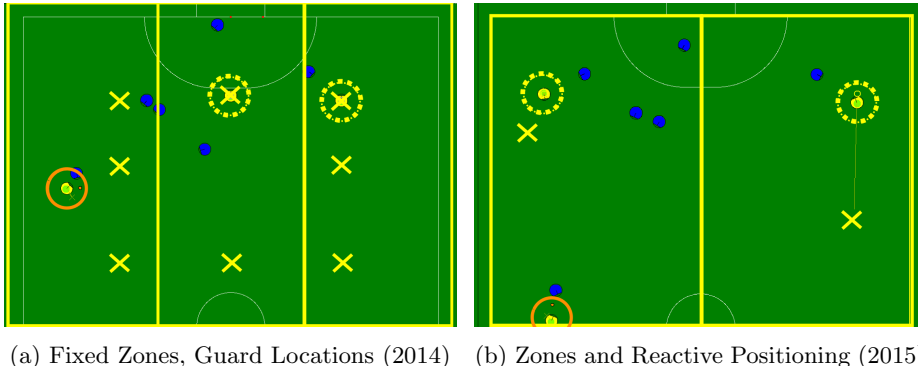 (a) Fixed Zones, Guard Locations (2014)
(b) Zones and Reactive Positioning (2015